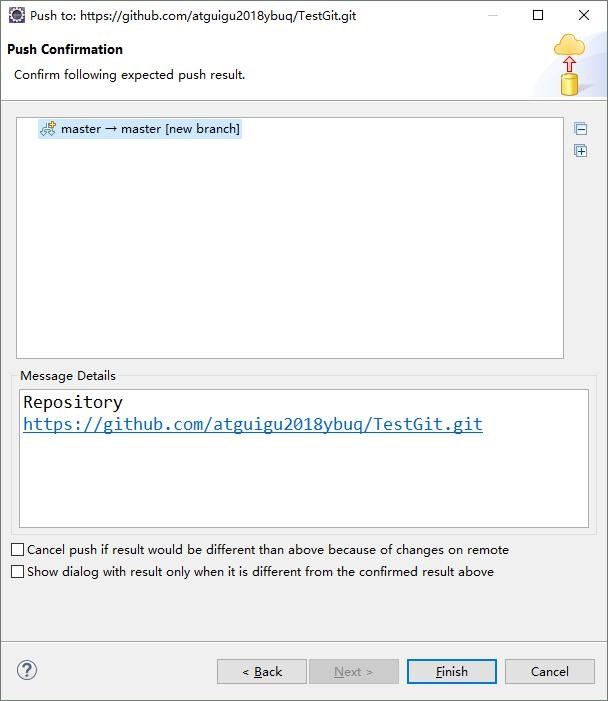 Push to: https://github.com/atguigu2018ybuq/TestGit.git
Push Confirmation
Confirm following expected push result.
master → master [new branch]
Message Details
Repository
https://github.com/atguigu2018ybuq/TestGit.git
Cancel push if result would be different than above because of changes on remote
Show dialog with result only when it is different from the confirmed result above
? < Back Next > Finish Cancel